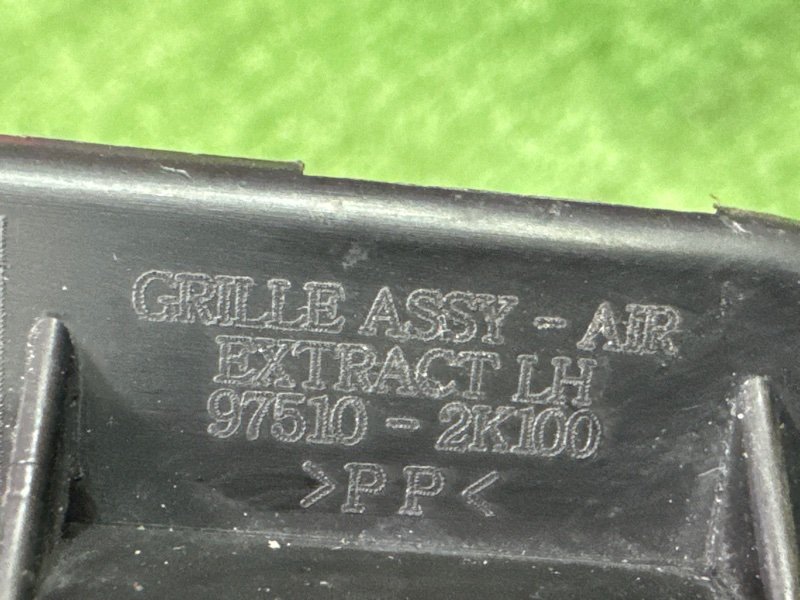 GRILLE ASSY - AIR
EXTRACT LH
97510 - 2K100
>PP<